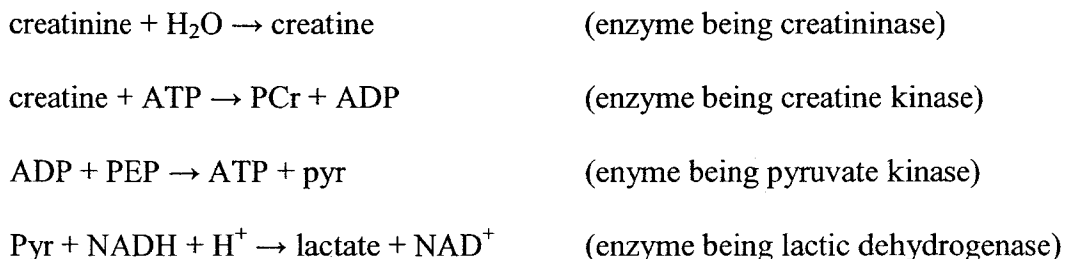 creatinine + H₂O → creatine (enzyme being creatininase)
creatine + ATP → PCr + ADP (enzyme being creatine kinase)
ADP + PEP → ATP + pyr (enyme being pyruvate kinase)
Pyr + NADH + H⁺ → lactate + NAD⁺ (enzyme being lactic dehydrogenase)